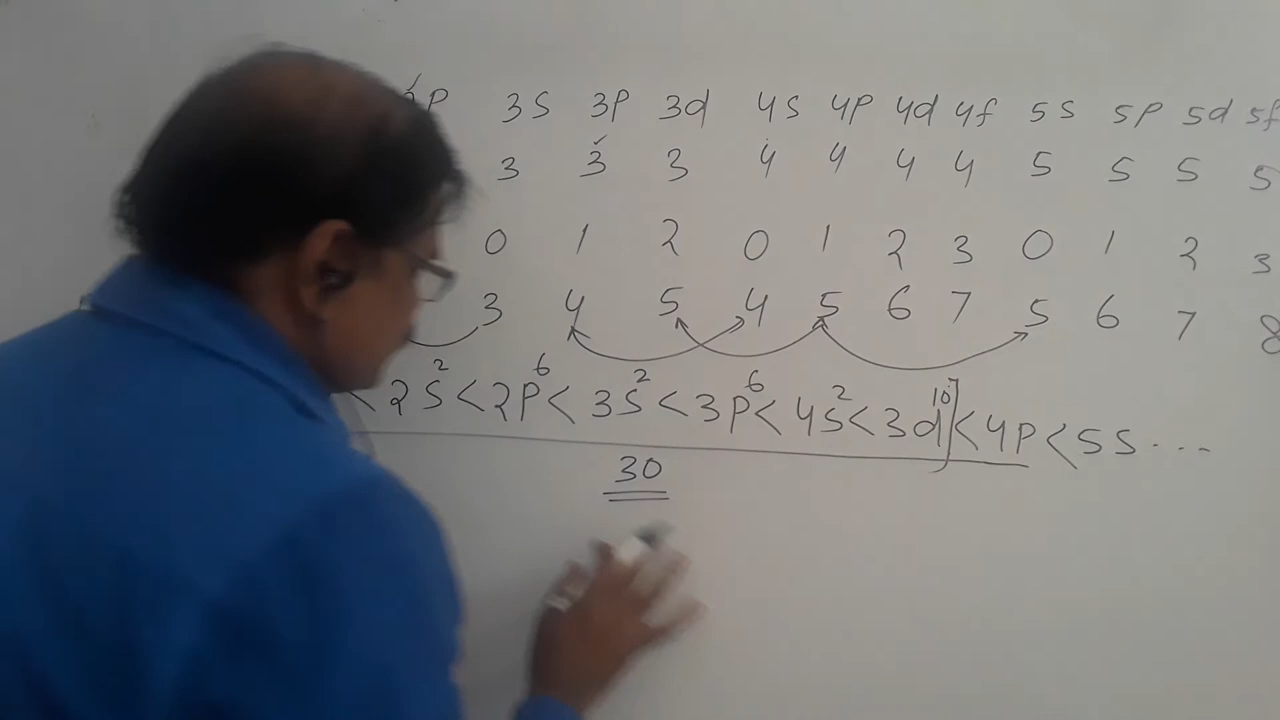 2P 3S 3P 3d 4S 4P 4d 4f 5S 5P 5d 5f
3 3 3 4 4 4 4 5 5 5 5
0 1 2 0 1 2 3 0 1 2 3
3 4 5 4 5 6 7 5 6 7 8
< 2S² < 2P⁶ < 3S² < 3P⁶ < 4S² < 3d¹⁰] < 4P < 5S ...
30